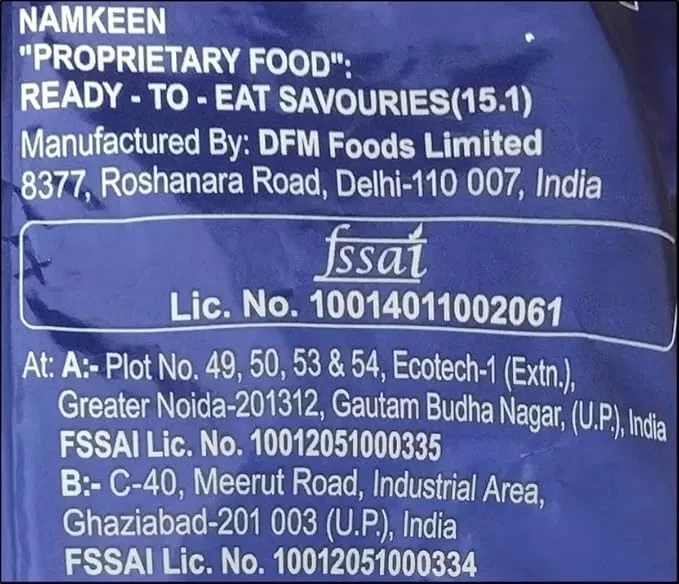 NAMKEEN
"PROPRIETARY FOOD":
READY - TO - EAT SAVOURIES(15.1)
Manufactured By: DFM Foods Limited
8377, Roshanara Road, Delhi-110 007, India
fssai
Lic. No. 10014011002061
At: A:- Plot No. 49, 50, 53 & 54, Ecotech-1 (Extn.),
Greater Noida-201312, Gautam Budha Nagar, (U.P.), India
FSSAI Lic. No. 10012051000335
B:- C-40, Meerut Road, Industrial Area,
Ghaziabad-201 003 (U.P.), India
FSSAI Lic. No. 10012051000334